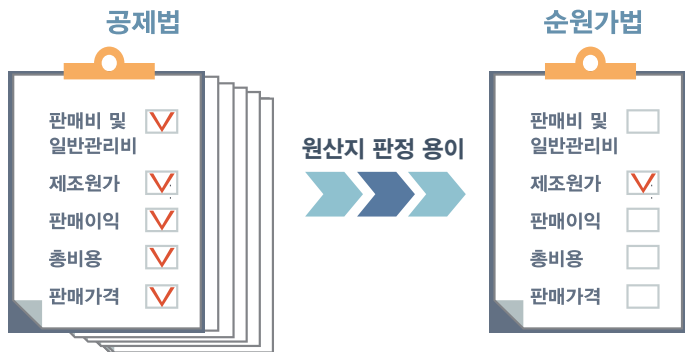 공제법
판매비 및
일반관리비
제조원가
판매이익
총비용
판매가격
원산지 판정 용이
순원가법
판매비 및
일반관리비
제조원가
판매이익
총비용
판매가격